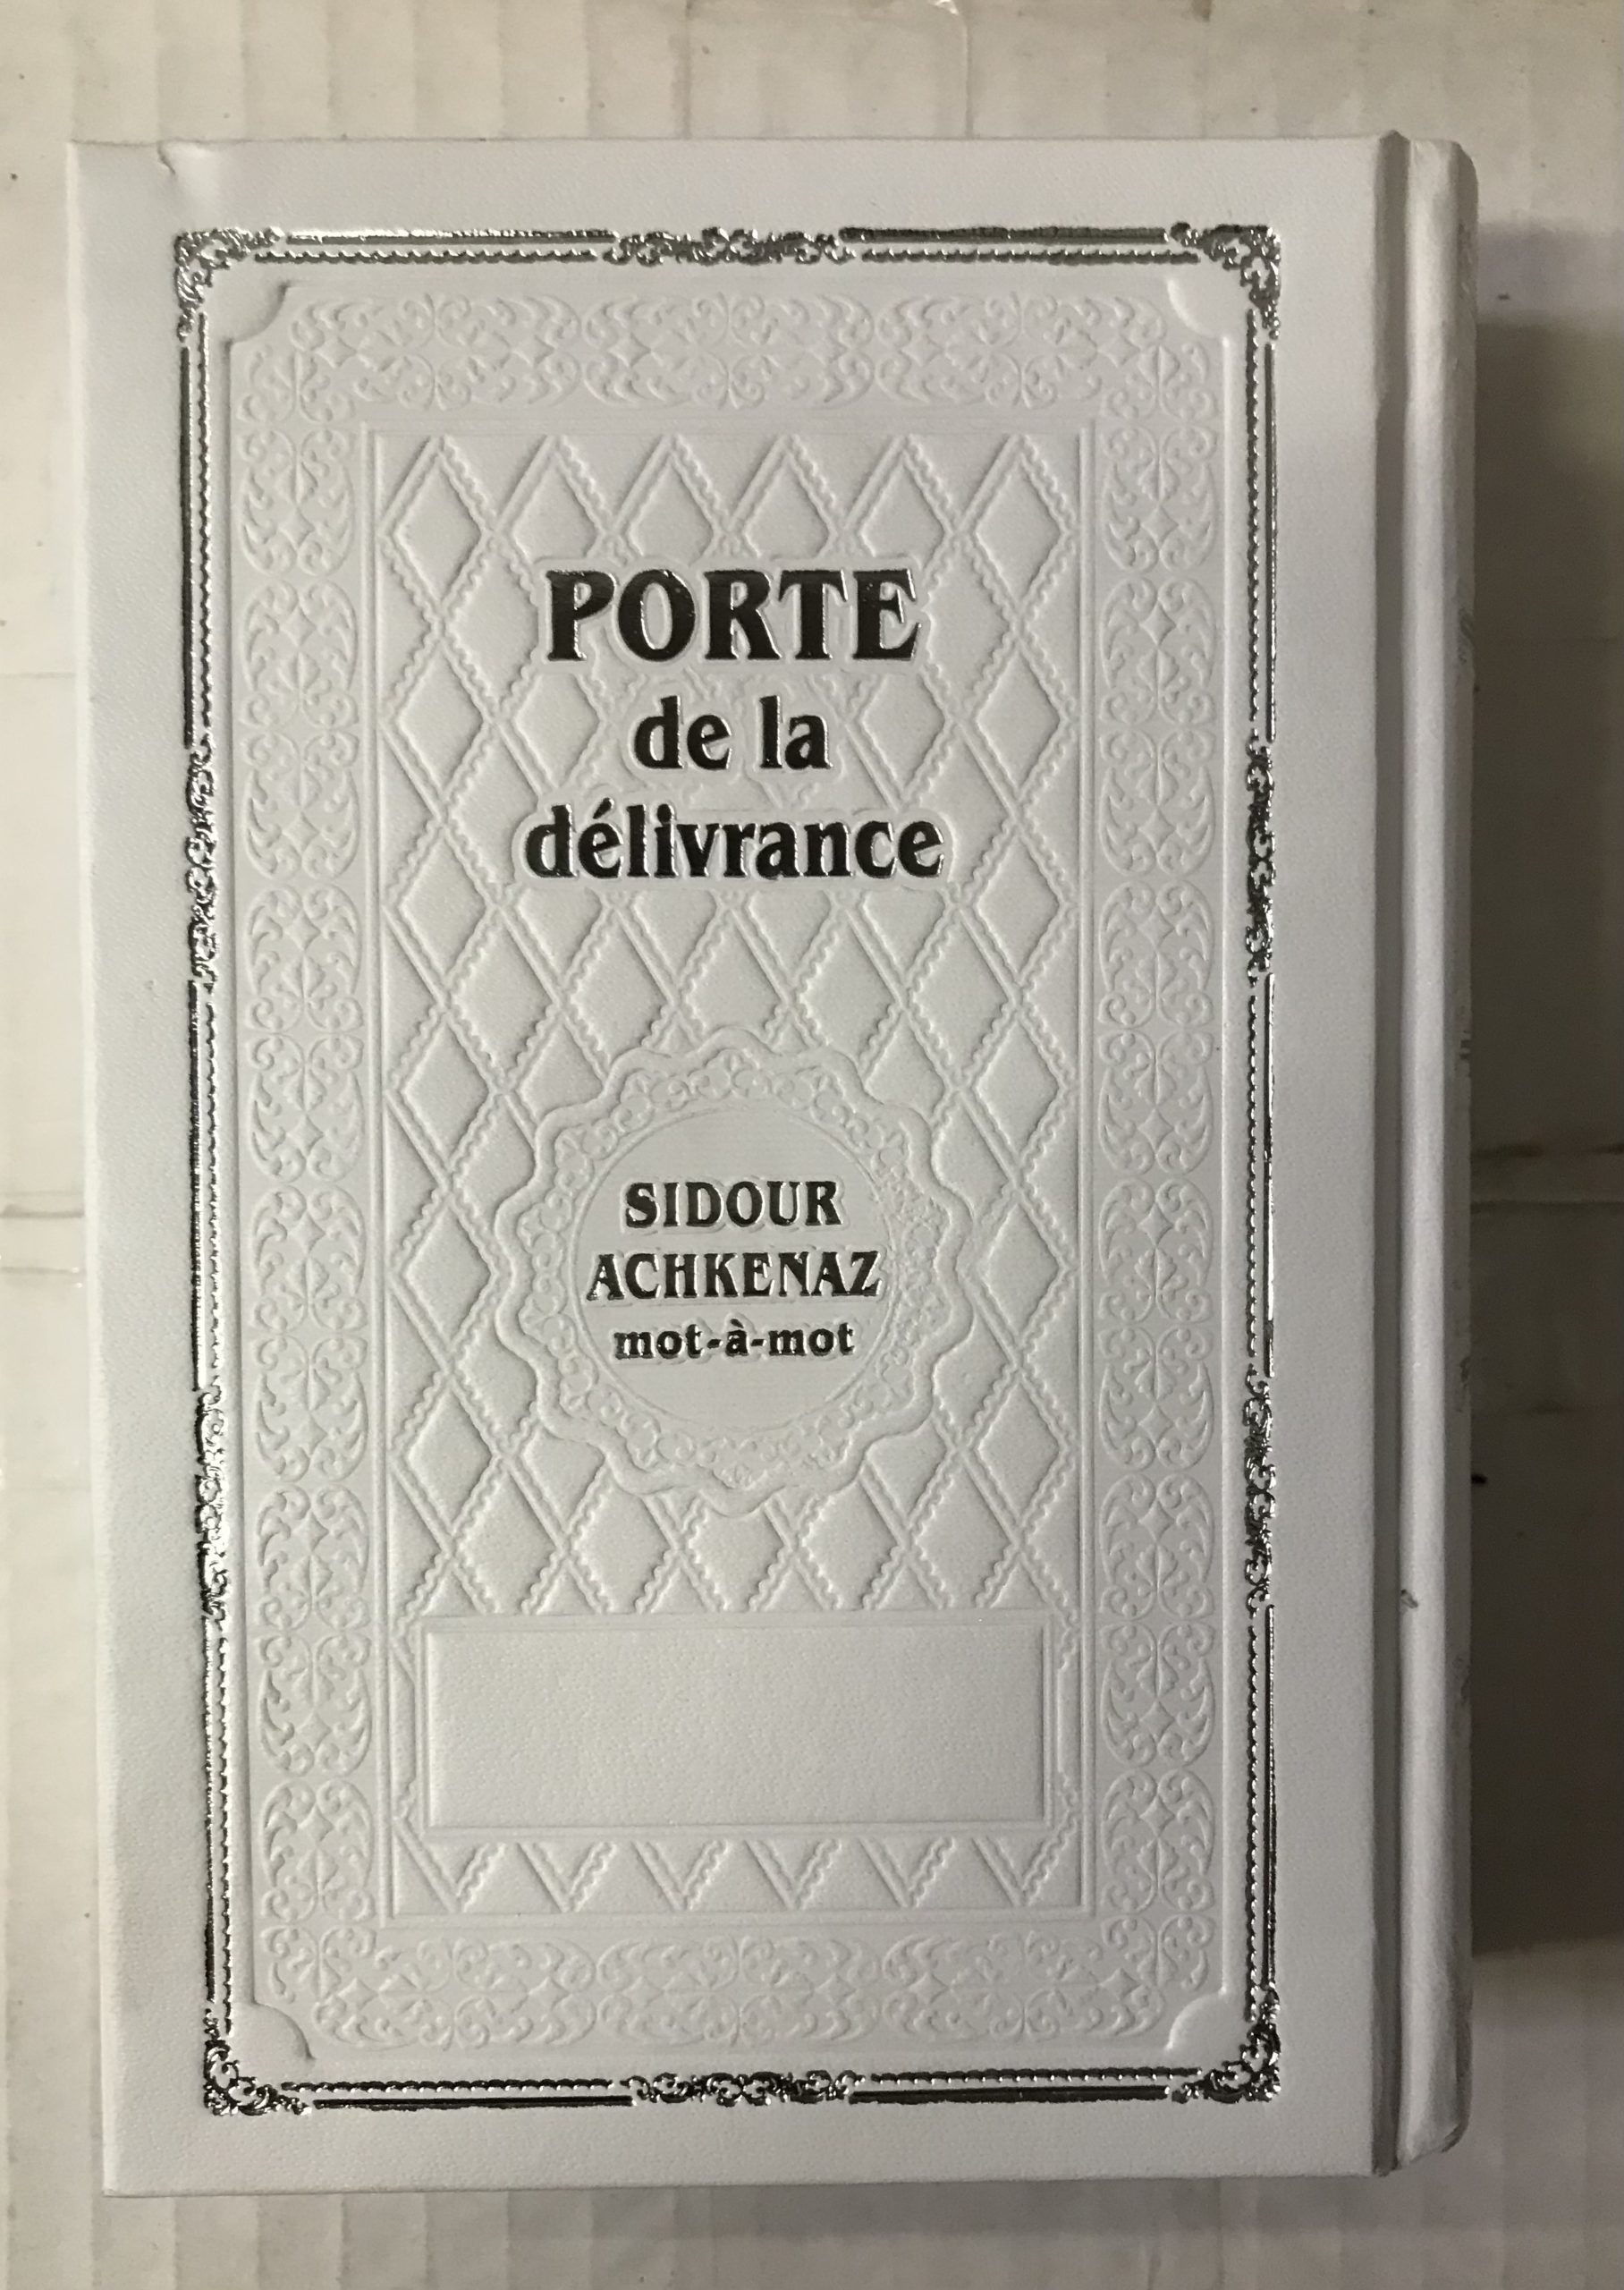 PORTE
de la
délivrance
SIDOUR
ACHKENAZ
mot-à-mot